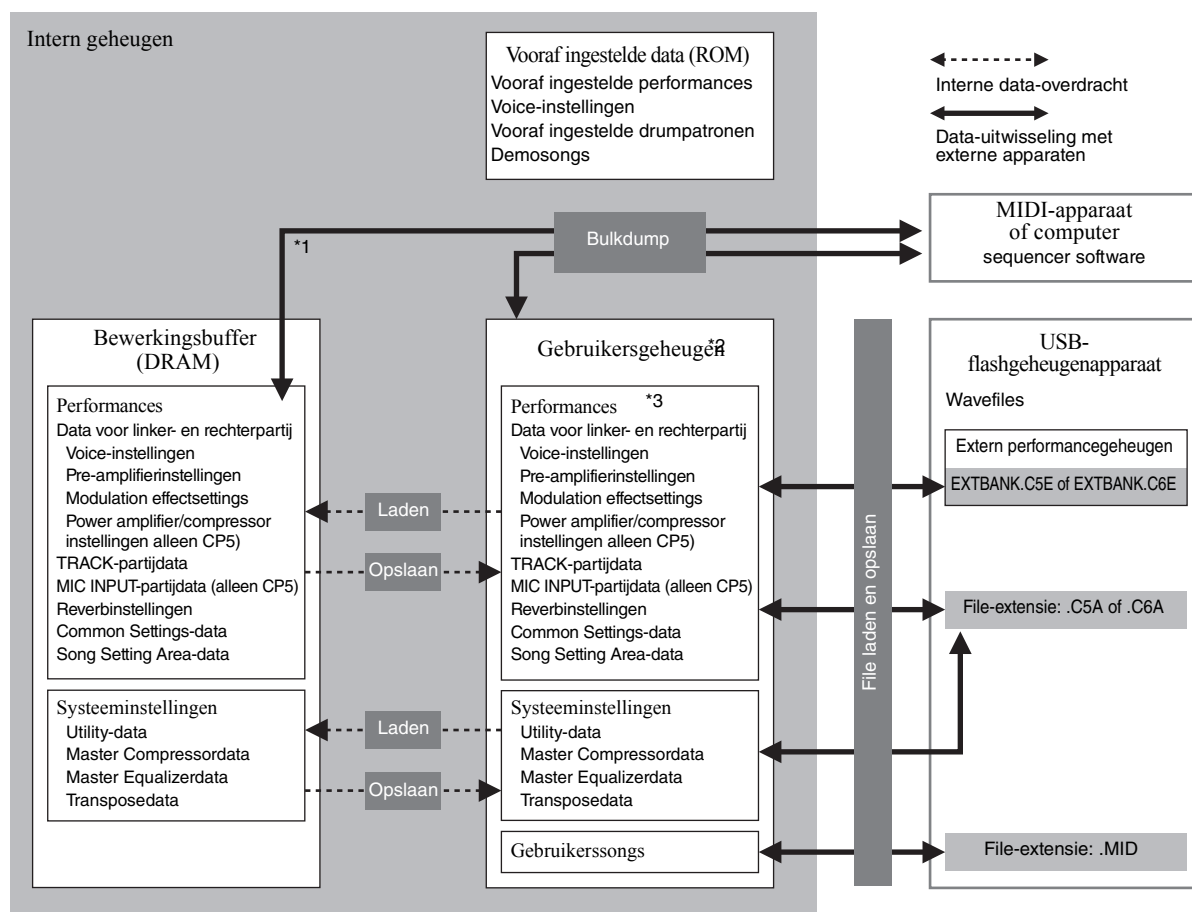 Intern geheugen
Vooraf ingestelde data (ROM)
Vooraf ingestelde performances
Voice-instellingen
Vooraf ingestelde drumpatronen
Demosongs
Interne data-overdracht
Data-uitwisseling met
externe apparaten
*1
Bulkdump
MIDI-apparaat
of computer
sequencer software
Bewerkingsbuffer
(DRAM)
Performances
Data voor linker- en rechterpartij
Voice-instellingen
Pre-amplifierinstellingen
Modulation effectsettings
Power amplifier/compressor
instellingen alleen CP5)
TRACK-partijdata
MIC INPUT-partijdata (alleen CP5)
Reverbinstellingen
Common Settings-data
Song Setting Area-data
Systeeminstellingen
Utility-data
Master Compressordata
Master Equalizerdata
Transposedata
Laden
Opslaan
Laden
Opslaan
Gebruikersgeheugen *2
Performances *3
Data voor linker- en rechterpartij
Voice-instellingen
Pre-amplifierinstellingen
Modulation effectsettings
Power amplifier/compressor
instellingen alleen CP5)
TRACK-partijdata
MIC INPUT-partijdata (alleen CP5)
Reverbinstellingen
Common Settings-data
Song Setting Area-data
Systeeminstellingen
Utility-data
Master Compressordata
Master Equalizerdata
Transposedata
Gebruikerssongs
File laden en opslaan
USB-
flashgeheugenapparaat
Wavefiles
Extern performancegeheugen
EXTBANK.C5E of EXTBANK.C6E
File-extensie: .C5A of .C6A
File-extensie: .MID